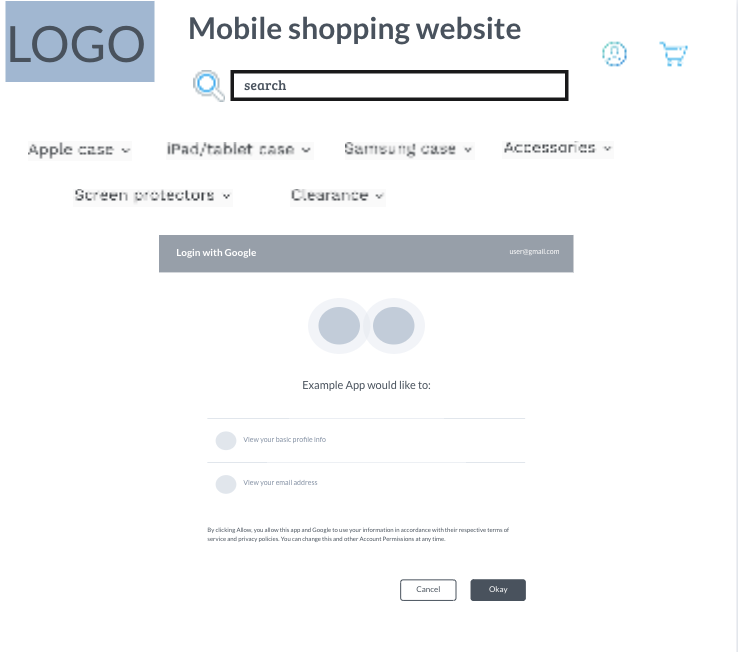 LOGO
Mobile shopping website
search
Apple case
iPad/tablet case
Samsung case
Accessories
Screen protectors
Clearance
Login with Google
user@gmail.com
Example App would like to:
View your basic profile info
View your email address
By clicking Allow, you allow this app and Google to use your information in accordance with their respective terms of
service and privacy policies. You can change this and other Account Permissions at any time.
Cancel
Okay